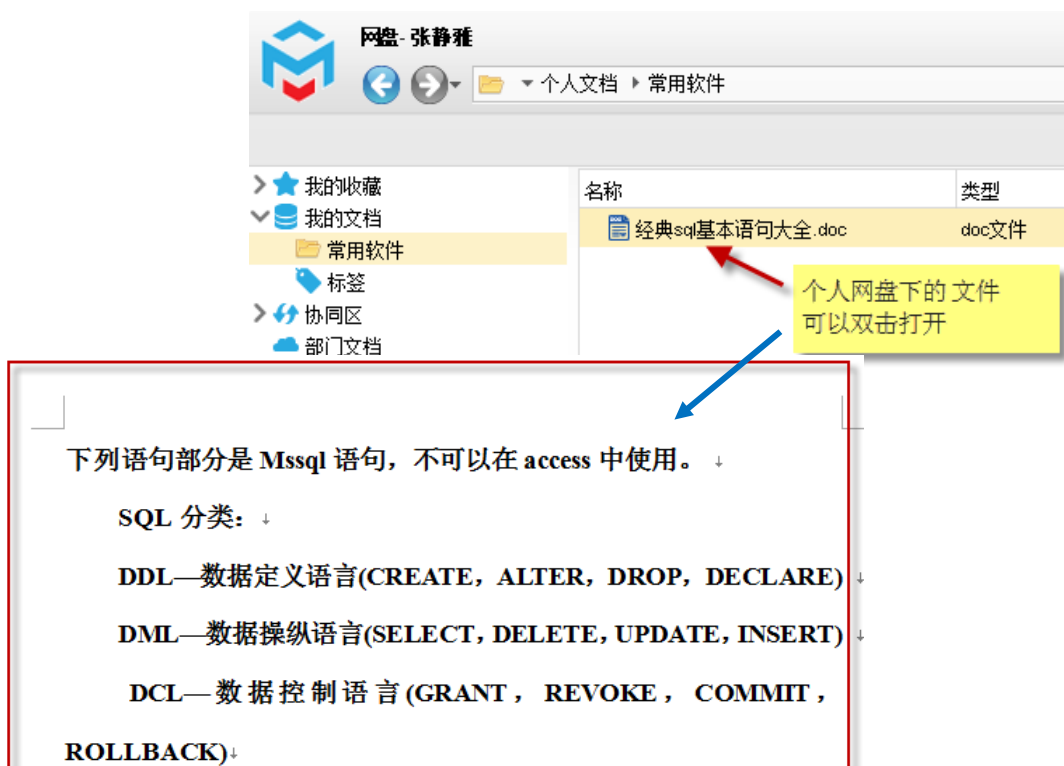 网盘- 张静雅
个人文档 常用软件
我的收藏
我的文档
常用软件
标签
协同区
部门文档
名称 类型
经典sql基本语句大全.doc doc文件
个人网盘下的文件
可以双击打开
下列语句部分是 Mssql 语句，不可以在 access 中使用。
SQL 分类：
DDL—数据定义语言(CREATE，ALTER，DROP，DECLARE)
DML—数据操纵语言(SELECT，DELETE，UPDATE，INSERT)
DCL—数据控制语言(GRANT，REVOKE，COMMIT，
ROLLBACK)